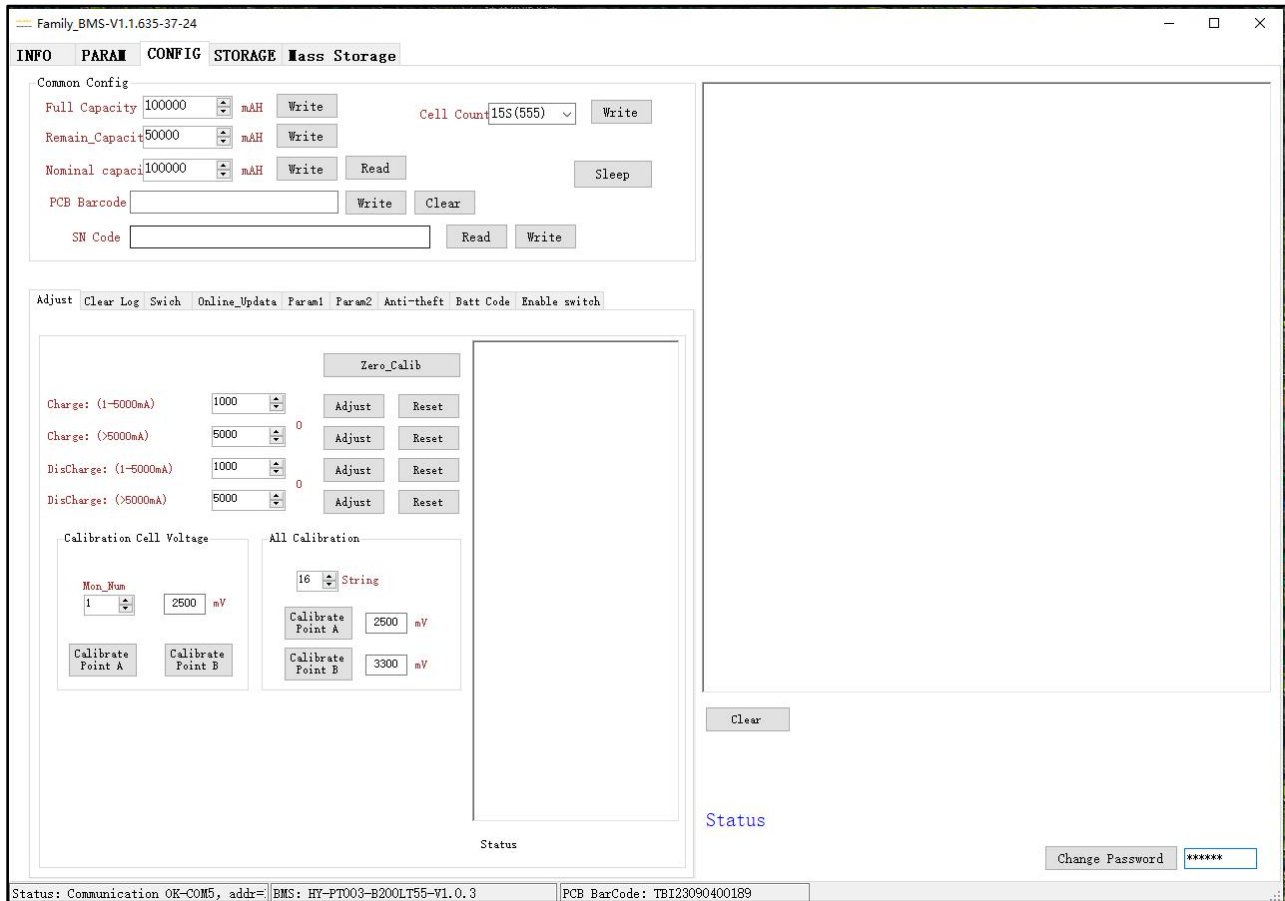 Family_BMS-V1.1.635-37-24
INFO PARAM CONFIG STORAGE Mass Storage
Common Config
Full Capacity 100000 mAH Write Cell Count 15S(555) Write
Remain_Capacit 50000 mAH Write
Nominal capaci 100000 mAH Write Read Sleep
PCB Barcode Write Clear
SN Code Read Write
Adjust Clear Log Swich Online_Updata Param1 Param2 Anti-theft Batt Code Enable switch
Zero_Calib
Charge: (1-5000mA) 1000 Adjust Reset
0
Charge: (>5000mA) 5000 Adjust Reset
DisCharge: (1-5000mA) 1000 Adjust Reset
0
DisCharge: (>5000mA) 5000 Adjust Reset
Calibration Cell Voltage
Mon_Num
1 2500 mV
Calibrate Point A
Calibrate Point B
All Calibration
16 String
Calibrate Point A 2500 mV
Calibrate Point B 3300 mV
Status
Clear
Status
Change Password ******
Status: Communication OK-COM5, addr= BMS: HY-PT003-B200LT55-V1.0.3 PCB BarCode: TBI23090400189